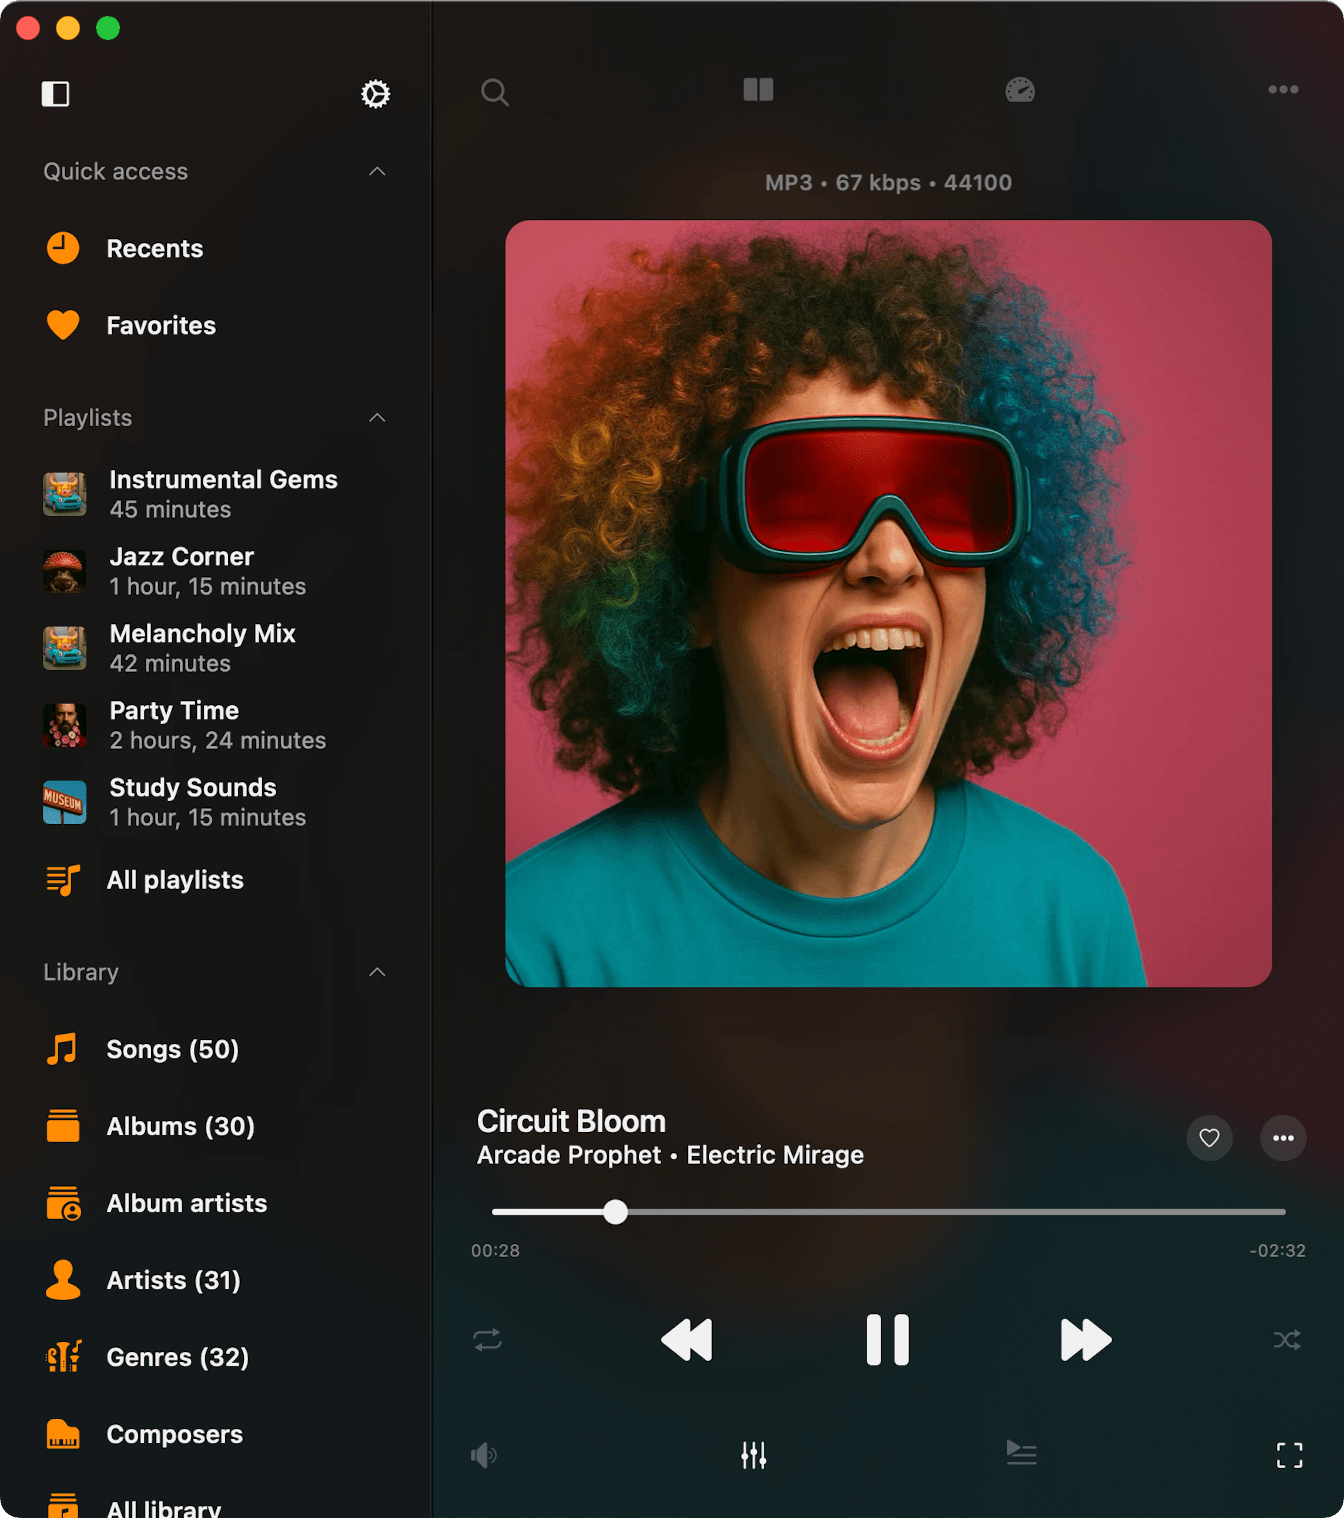 Quick access
Recents
Favorites
Playlists
Instrumental Gems
45 minutes
Jazz Corner
1 hour, 15 minutes
Melancholy Mix
42 minutes
Party Time
2 hours, 24 minutes
MUSEUM
Study Sounds
1 hour, 15 minutes
All playlists
Library
Songs (50)
Albums (30)
Album artists
Artists (31)
Genres (32)
Composers
All library
MP3 • 67 kbps • 44100
Circuit Bloom
Arcade Prophet • Electric Mirage
00:28
-02:32